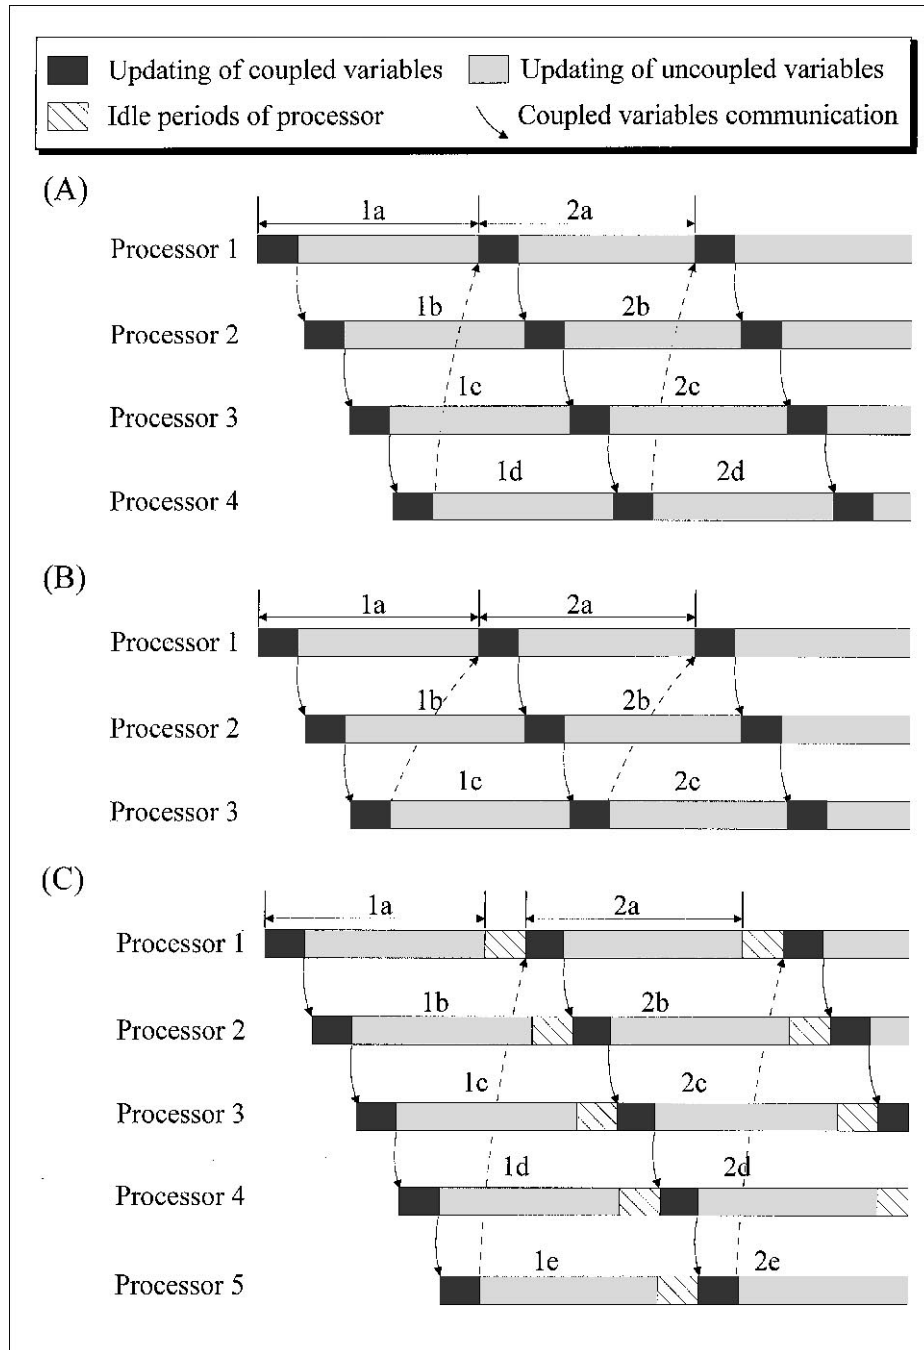 Updating of coupled variables Updating of uncoupled variables
Idle periods of processor Coupled variables communication
(A)
1a 2a
Processor 1
1b 2b
Processor 2
1c 2c
Processor 3
1d 2d
Processor 4
(B)
1a 2a
Processor 1
1b 2b
Processor 2
1c 2c
Processor 3
(C)
1a 2a
Processor 1
1b 2b
Processor 2
1c 2c
Processor 3
1d 2d
Processor 4
1e 2e
Processor 5